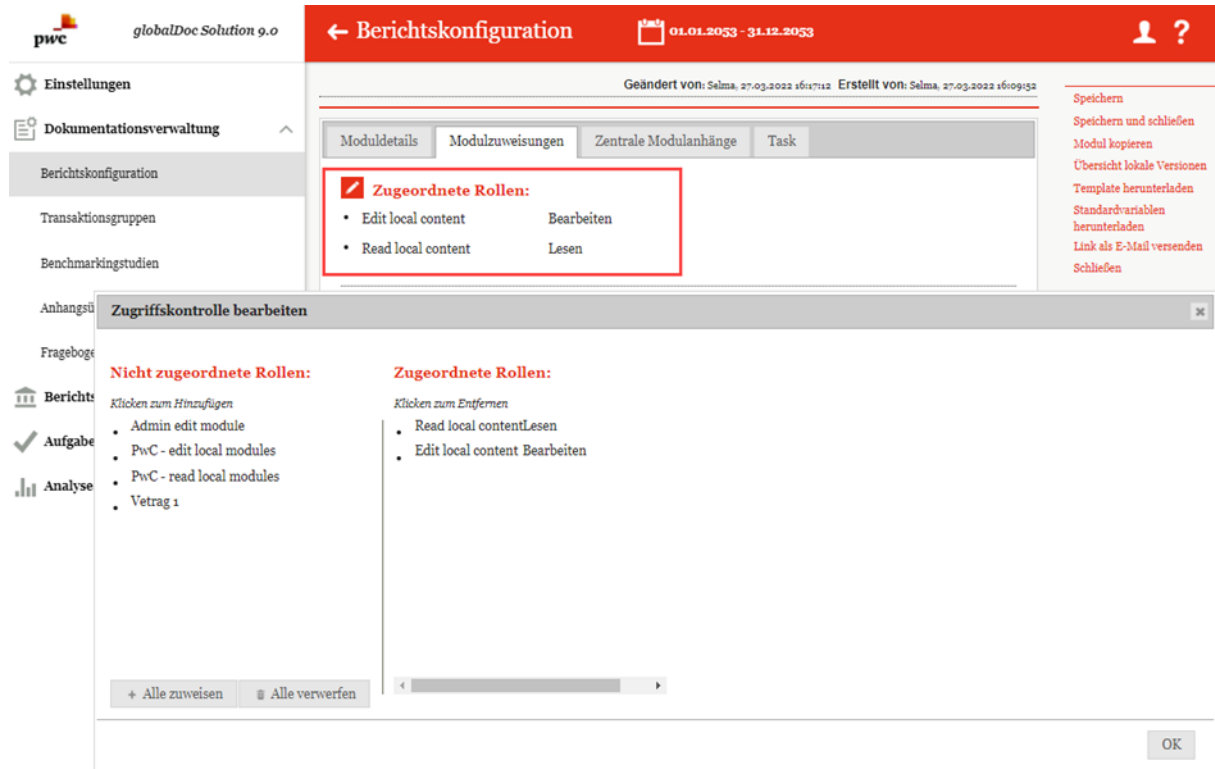 pwc
globalDoc Solution 9.0
← Berichtskonfiguration
01.01.2053 - 31.12.2053
?
Einstellungen
Geändert von: Selma, 27.03.2022 16:17:12 Erstellt von: Selma, 27.03.2022 16:09:52
Dokumentationsverwaltung
Berichtskonfiguration
Transaktionsgruppen
Benchmarkingstudien
Anhangsü
Frageboge
Berichts
Aufgabe
Analyse
Moduldetails
Modulzuweisungen
Zentrale Modulanhänge
Task
Zugeordnete Rollen:
• Edit local content Bearbeiten
• Read local content Lesen
Speichern
Speichern und schließen
Modul kopieren
Übersicht lokale Versionen
Template herunterladen
Standardvariablen
herunterladen
Link als E-Mail versenden
Schließen
Zugriffskontrolle bearbeiten
Nicht zugeordnete Rollen:
Klicken zum Hinzufügen
• Admin edit module
• PwC - edit local modules
• PwC - read local modules
• Vetrag 1
+ Alle zuweisen
Alle verwerfen
Zugeordnete Rollen:
Klicken zum Entfernen
• Read local contentLesen
• Edit local content Bearbeiten
OK